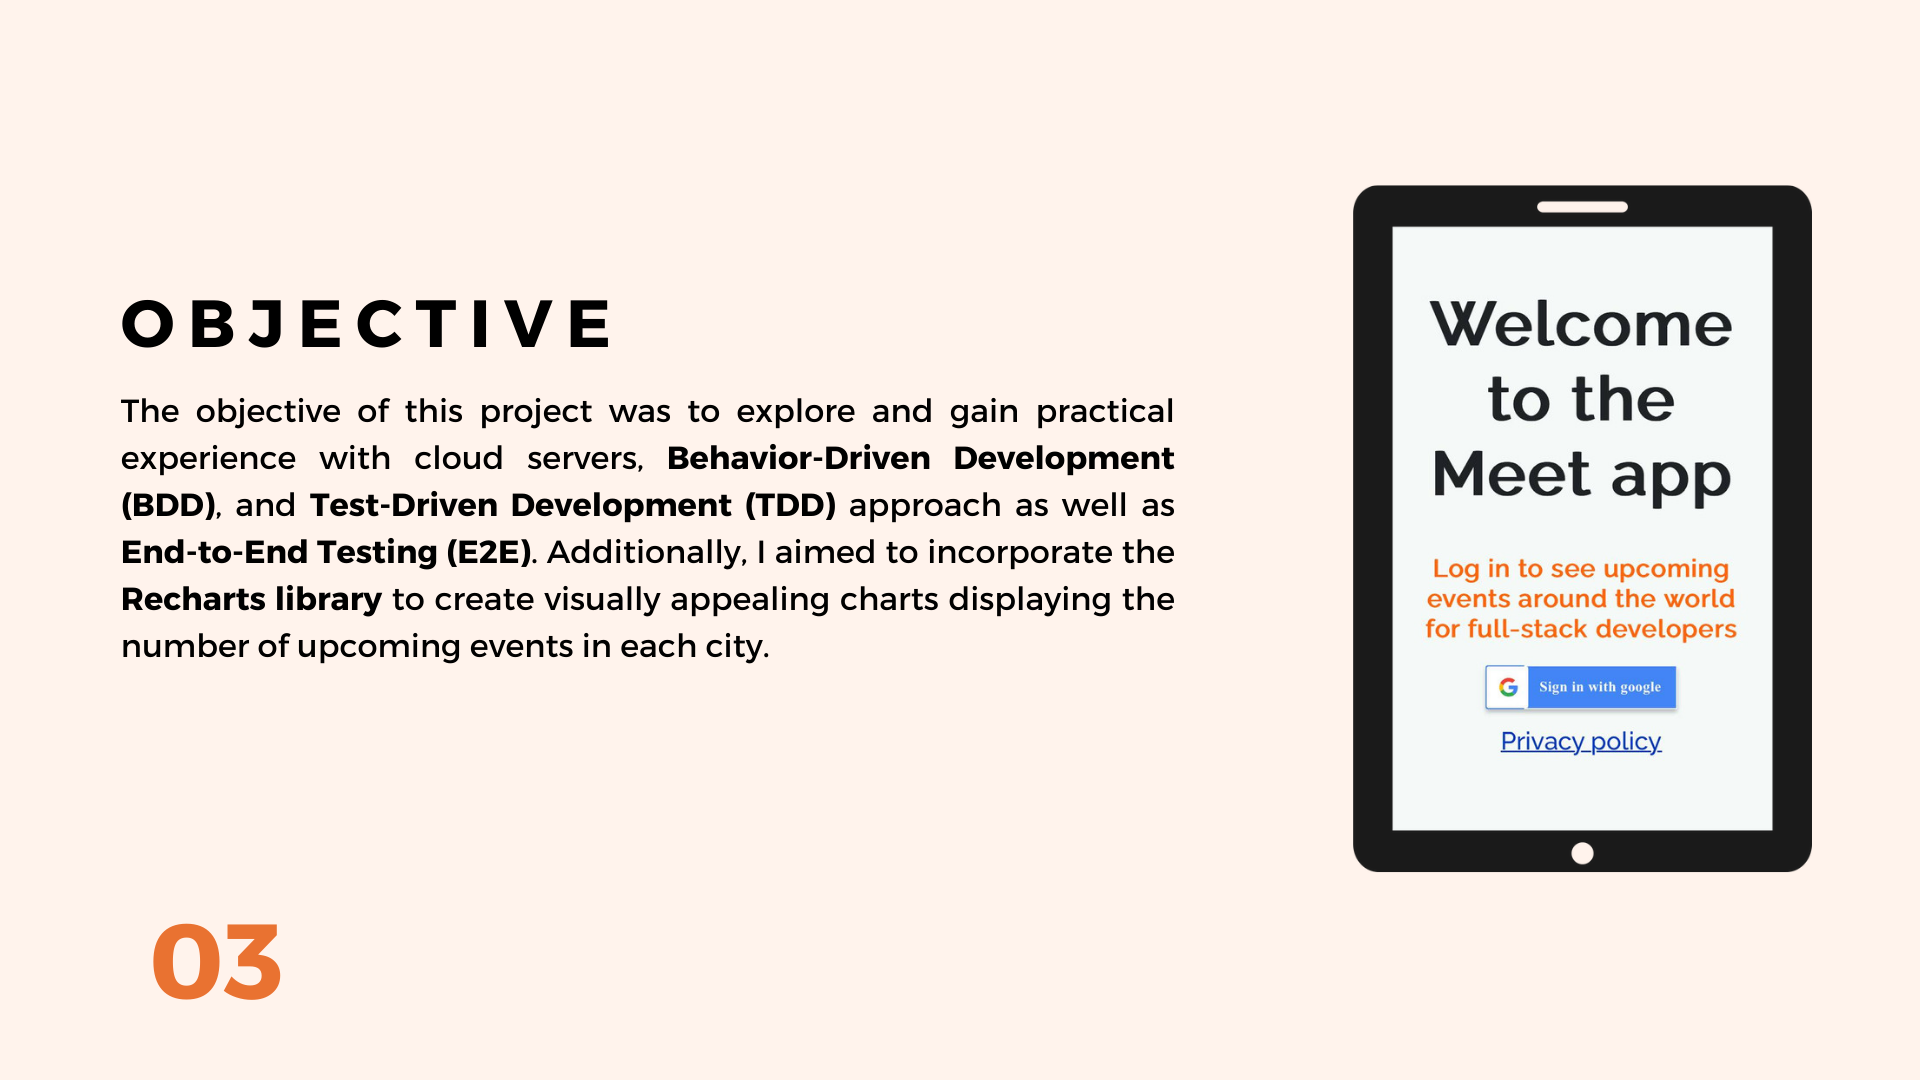 OBJECTIVE
The objective of this project was to explore and gain practical
experience with cloud servers, Behavior-Driven Development
(BDD), and Test-Driven Development (TDD) approach as well as
End-to-End Testing (E2E). Additionally, I aimed to incorporate the
Recharts library to create visually appealing charts displaying the
number of upcoming events in each city.
03
Welcome
to the
Meet app
Log in to see upcoming
events around the world
for full-stack developers
G Sign in with google
Privacy policy